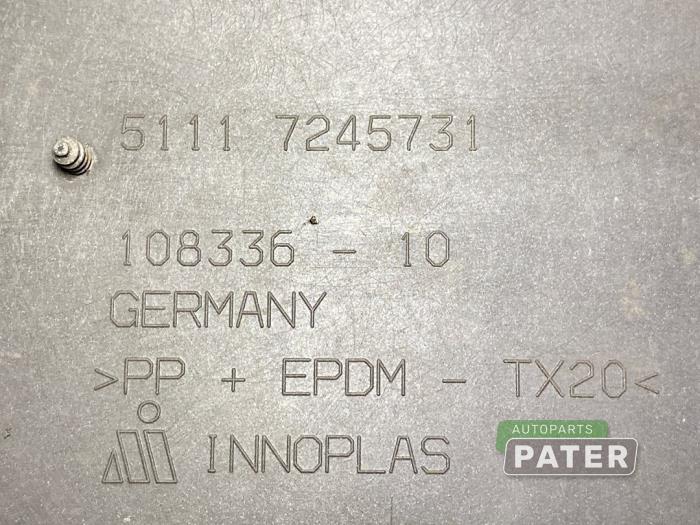 5111 7245731
108336 - 10
GERMANY
>PP + EPDM - TX20<
INNOPLAS
AUTOPARTS
PATER